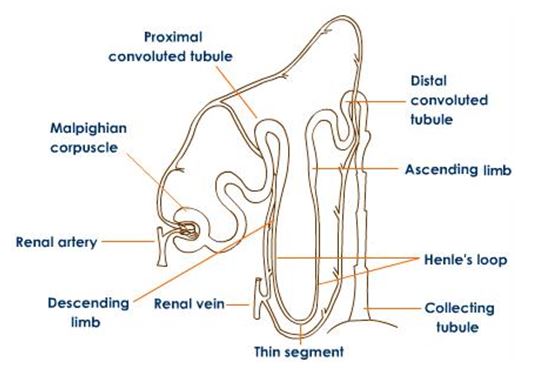 Proximal
convoluted tubule
Distal
convoluted
tubule
Malpighian
corpuscle
Ascending limb
Renal artery
Henle's loop
Descending
limb
Renal vein
Collecting
tubule
Thin segment